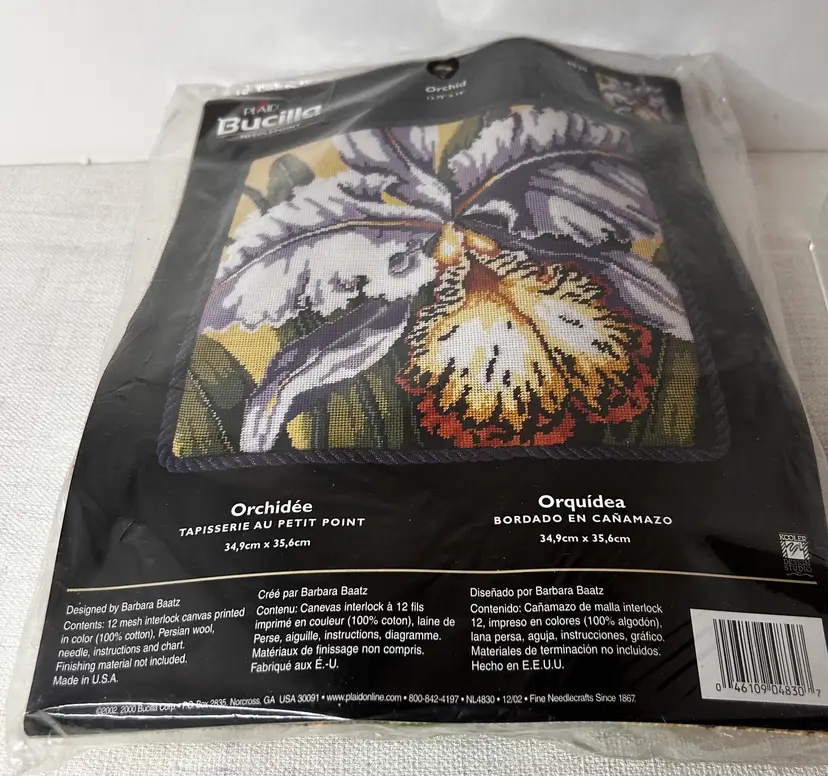 Orchid
PLAID
Bucilla
NEEDLEPOINT
Orchidée
TAPISSERIE AU PETIT POINT
34,9cm x 35,6cm
Orquídea
BORDADO EN CAÑAMAZO
34,9cm x 35,6cm
KOOLER
DESIGN
STUDIO
Designed by Barbara Baatz
Contents: 12 mesh interlock canvas printed
in color (100% cotton), Persian wool,
needle, instructions and chart.
Finishing material not included.
Made in U.S.A.
Créé par Barbara Baatz
Contenu: Canevas interlock à 12 fils
imprimé en couleur (100% coton), laine de
Perse, aiguille, instructions, diagramme.
Matériaux de finissage non compris.
Fabriqué aux É.-U.
Diseñado por Barbara Baatz
Contenido: Cañamazo de malla interlock
12, impreso en colores (100% algodón),
lana persa, aguja, instrucciones, gráfico.
Materiales de terminación no incluidos.
Hecho en E.E.U.U.
0 46109 04830 7
©2002, 2000 Bucilla Corp. • P.O. Box 2835, Norcross, GA USA 30091 • www.plaidonline.com • 800-842-4197 • NL4830 • 12/02 • Fine Needlecrafts Since 1867.